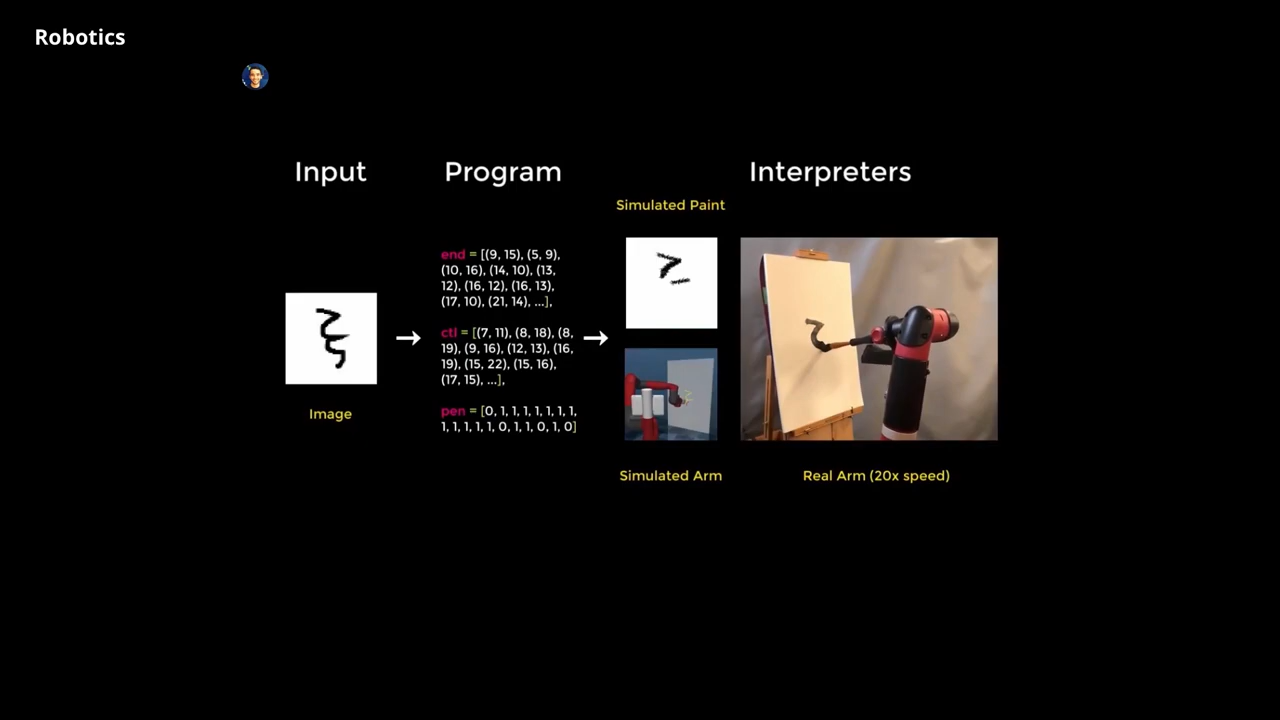 Robotics
Input
Program
Interpreters
Simulated Paint
end = [(9, 15), (5, 9),
(10, 16), (14, 10), (13,
12), (16, 12), (16, 13),
(17, 10), (21, 14), ...],
ctl = [(7, 11), (8, 18), (8,
19), (9, 16), (12, 13), (16,
19), (15, 22), (15, 16),
(17, 15), ...],
pen = [0, 1, 1, 1, 1, 1, 1, 1,
1, 1, 1, 1, 1, 0, 1, 1, 0, 1, 0]
ξ
Image
Simulated Arm
Real Arm (20x speed)